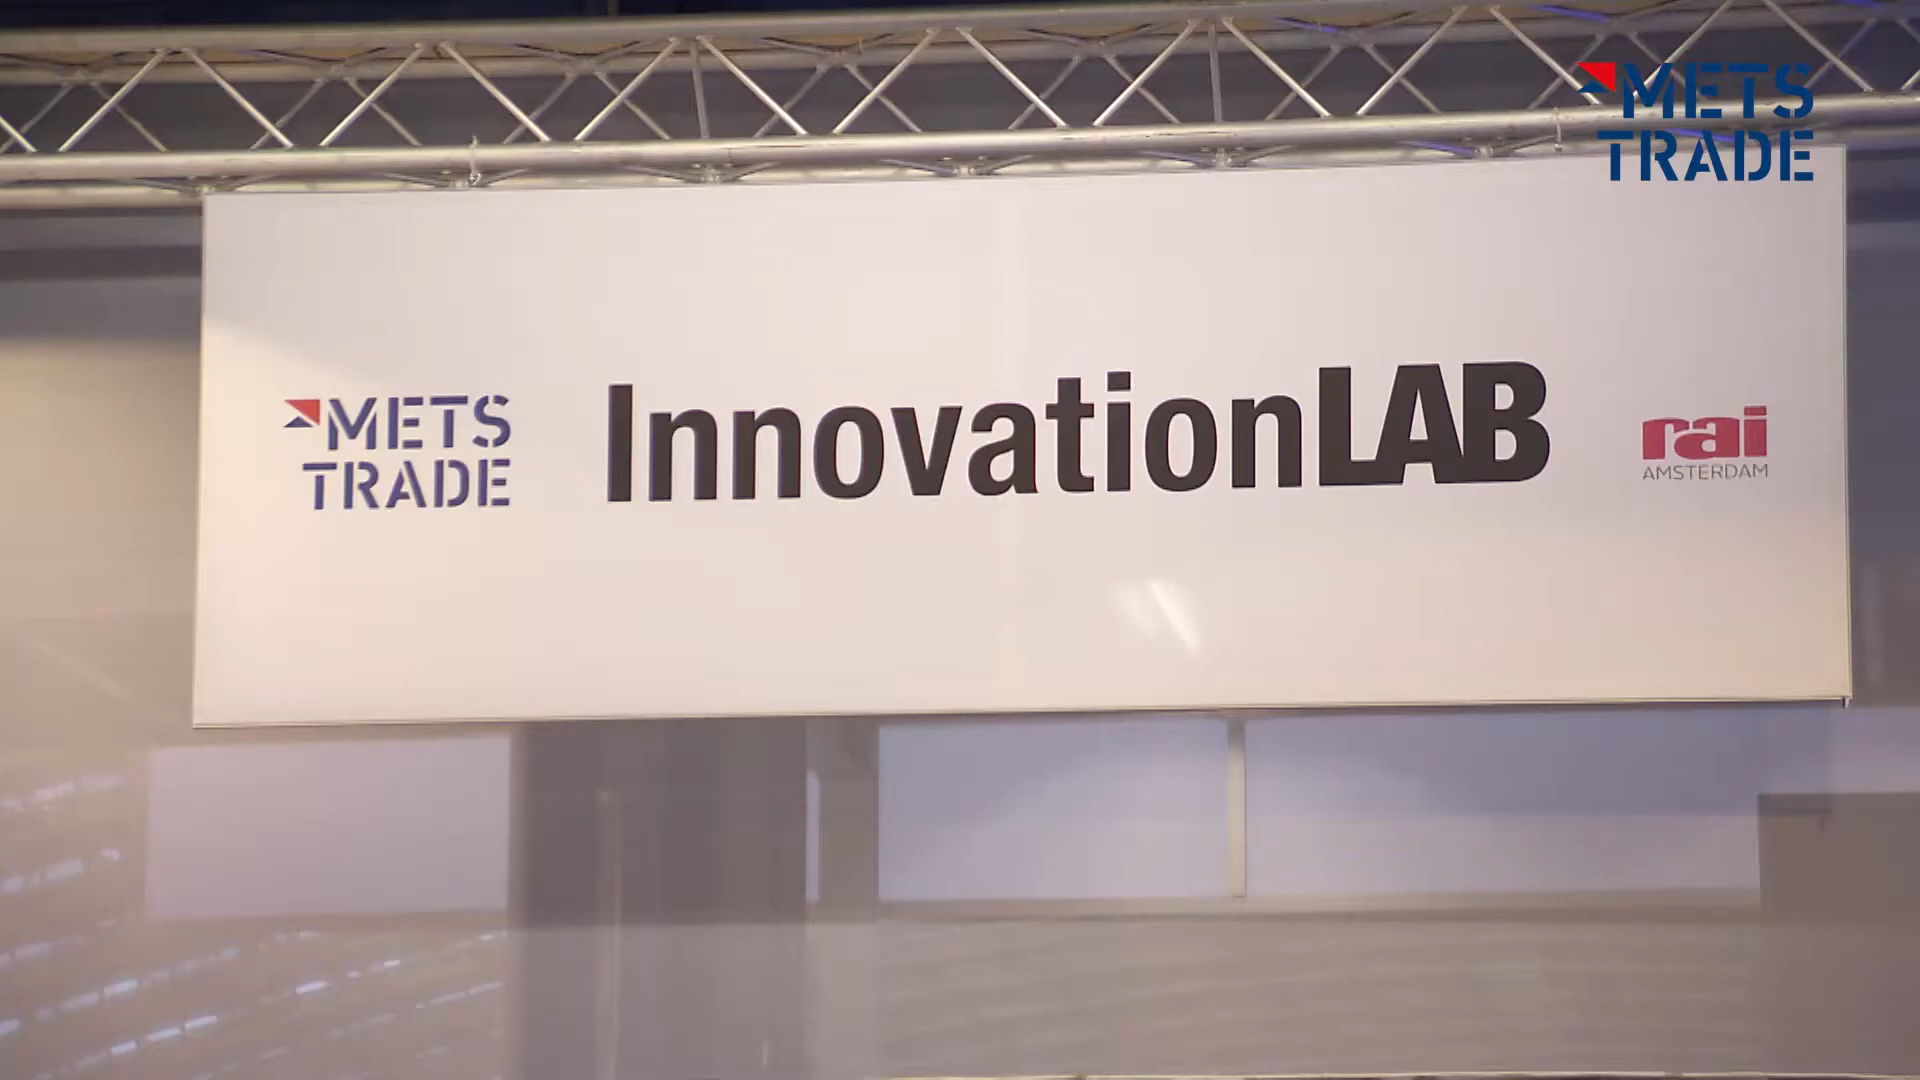 METS
TRADE
METS
TRADE
InnovationLAB
rai
AMSTERDAM